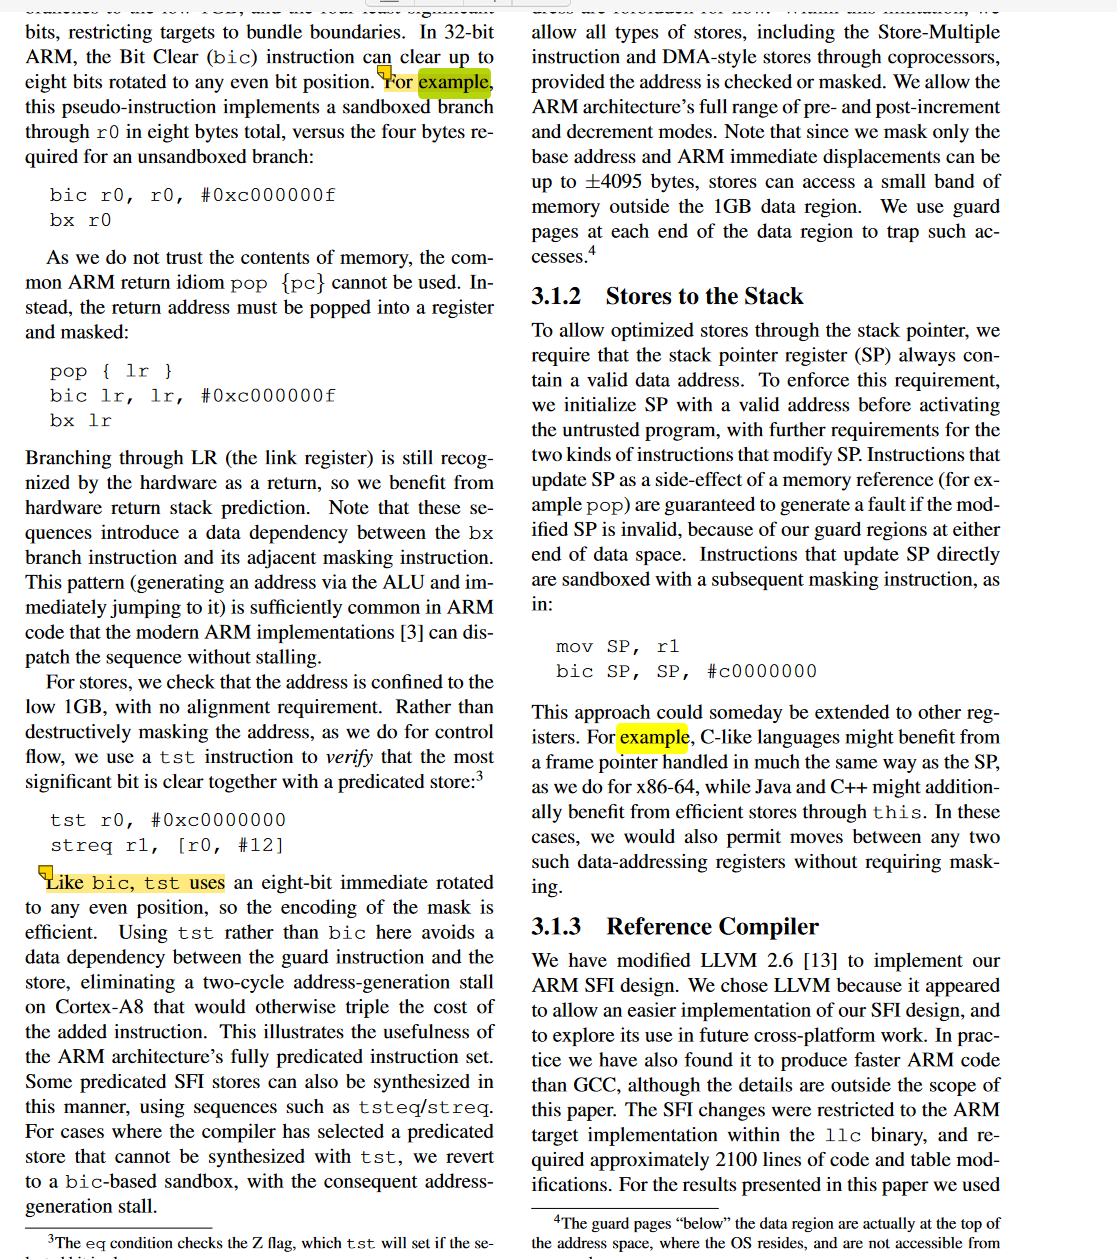 bits, restricting targets to bundle boundaries. In 32-bit
ARM, the Bit Clear (bic) instruction can clear up to
eight bits rotated to any even bit position. For example,
this pseudo-instruction implements a sandboxed branch
through r0 in eight bytes total, versus the four bytes re-
quired for an unsandboxed branch:
bic r0, r0, #0xc000000f
bx r0
As we do not trust the contents of memory, the com-
mon ARM return idiom pop {pc} cannot be used. In-
stead, the return address must be popped into a register
and masked:
pop { lr }
bic lr, lr, #0xc000000f
bx lr
Branching through LR (the link register) is still recog-
nized by the hardware as a return, so we benefit from
hardware return stack prediction. Note that these se-
quences introduce a data dependency between the bx
branch instruction and its adjacent masking instruction.
This pattern (generating an address via the ALU and im-
mediately jumping to it) is sufficiently common in ARM
code that the modern ARM implementations [3] can dis-
patch the sequence without stalling.
For stores, we check that the address is confined to the
low 1GB, with no alignment requirement. Rather than
destructively masking the address, as we do for control
flow, we use a tst instruction to verify that the most
significant bit is clear together with a predicated store:3
tst r0, #0xc0000000
streq r1, [r0, #12]
Like bic, tst uses an eight-bit immediate rotated
to any even position, so the encoding of the mask is
efficient. Using tst rather than bic here avoids a
data dependency between the guard instruction and the
store, eliminating a two-cycle address-generation stall
on Cortex-A8 that would otherwise triple the cost of
the added instruction. This illustrates the usefulness of
the ARM architecture's fully predicated instruction set.
Some predicated SFI stores can also be synthesized in
this manner, using sequences such as tsteq/streq.
For cases where the compiler has selected a predicated
store that cannot be synthesized with tst, we revert
to a bic-based sandbox, with the consequent address-
generation stall.
3The eq condition checks the Z flag, which tst will set if the se-
allow all types of stores, including the Store-Multiple
instruction and DMA-style stores through coprocessors,
provided the address is checked or masked. We allow the
ARM architecture's full range of pre- and post-increment
and decrement modes. Note that since we mask only the
base address and ARM immediate displacements can be
up to ±4095 bytes, stores can access a small band of
memory outside the 1GB data region. We use guard
pages at each end of the data region to trap such ac-
cesses.4
3.1.2 Stores to the Stack
To allow optimized stores through the stack pointer, we
require that the stack pointer register (SP) always con-
tain a valid data address. To enforce this requirement,
we initialize SP with a valid address before activating
the untrusted program, with further requirements for the
two kinds of instructions that modify SP. Instructions that
update SP as a side-effect of a memory reference (for ex-
ample pop) are guaranteed to generate a fault if the mod-
ified SP is invalid, because of our guard regions at either
end of data space. Instructions that update SP directly
are sandboxed with a subsequent masking instruction, as
in:
mov SP, r1
bic SP, SP, #c0000000
This approach could someday be extended to other reg-
isters. For example, C-like languages might benefit from
a frame pointer handled in much the same way as the SP,
as we do for x86-64, while Java and C++ might addition-
ally benefit from efficient stores through this. In these
cases, we would also permit moves between any two
such data-addressing registers without requiring mask-
ing.
3.1.3 Reference Compiler
We have modified LLVM 2.6 [13] to implement our
ARM SFI design. We chose LLVM because it appeared
to allow an easier implementation of our SFI design, and
to explore its use in future cross-platform work. In prac-
tice we have also found it to produce faster ARM code
than GCC, although the details are outside the scope of
this paper. The SFI changes were restricted to the ARM
target implementation within the llc binary, and re-
quired approximately 2100 lines of code and table mod-
ifications. For the results presented in this paper we used
4The guard pages “below” the data region are actually at the top of
the address space, where the OS resides, and are not accessible from